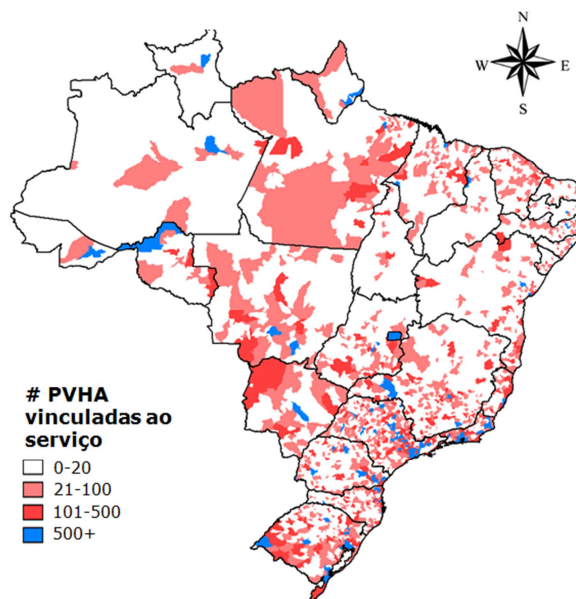 N
W E
S
# PVHA
vinculadas ao
serviço
0-20
21-100
101-500
500+